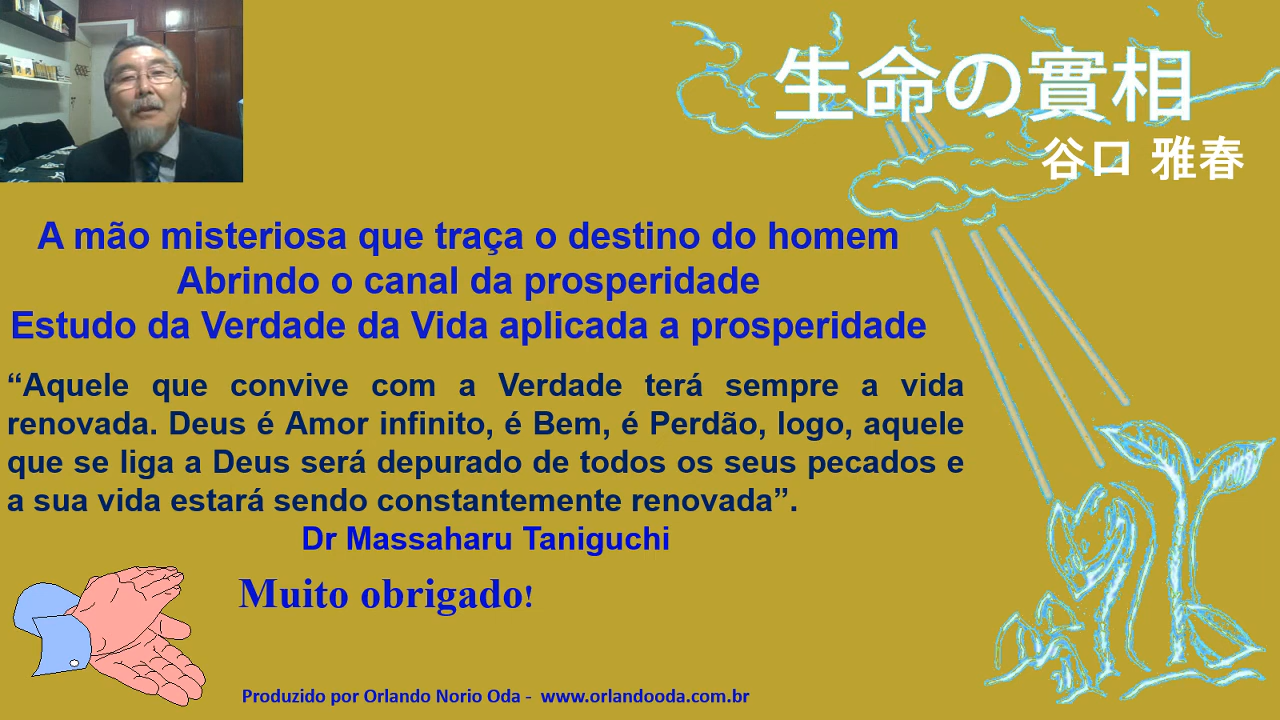 生命の實相
谷口 雅春
A mão misteriosa que traça o destino do homem
Abrindo o canal da prosperidade
Estudo da Verdade da Vida aplicada a prosperidade
“Aquele que convive com a Verdade terá sempre a vida
renovada. Deus é Amor infinito, é Bem, é Perdão, logo, aquele
que se liga a Deus será depurado de todos os seus pecados e
a sua vida estará sendo constantemente renovada”.
Dr Massaharu Taniguchi
Muito obrigado!
Produzido por Orlando Norio Oda - www.orlandooda.com.br